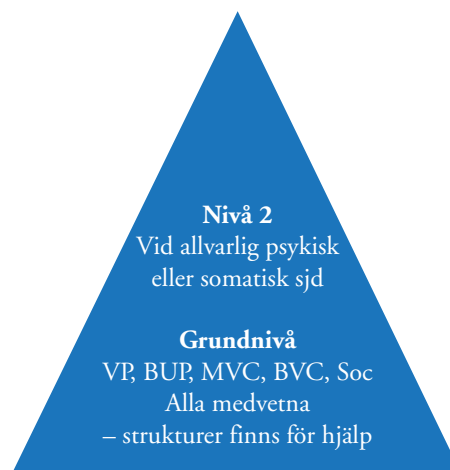 Nivå 2
Vid allvarlig psykisk
eller somatisk sjd
Grundnivå
VP, BUP, MVC, BVC, Soc
Alla medvetna
– strukturer finns för hjälp